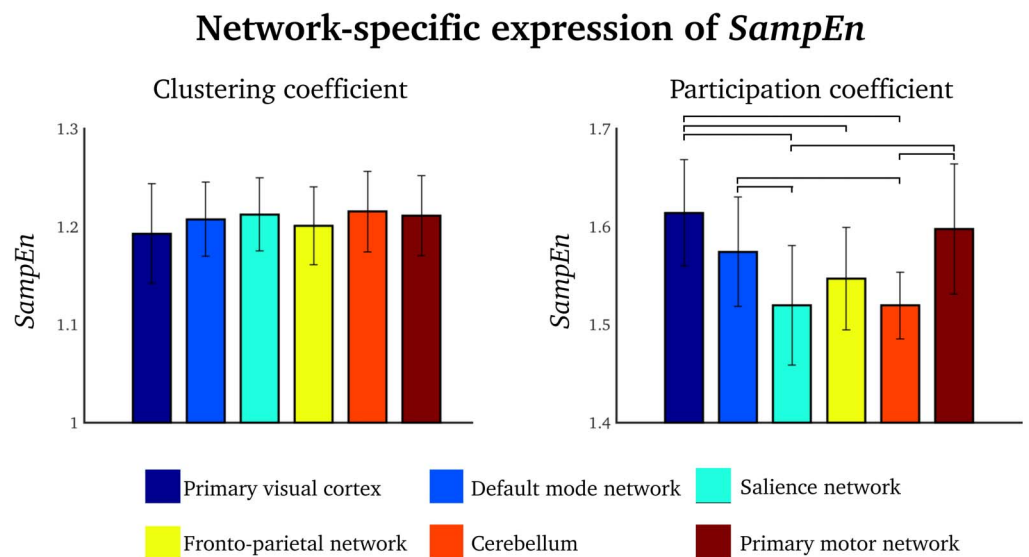 Network-specific expression of SampEn
Clustering coefficient
Participation coefficient
1.3
1.2
1.1
1
SampEn
1.7
1.6
1.5
1.4
SampEn
Primary visual cortex
Default mode network
Salience network
Fronto-parietal network
Cerebellum
Primary motor network